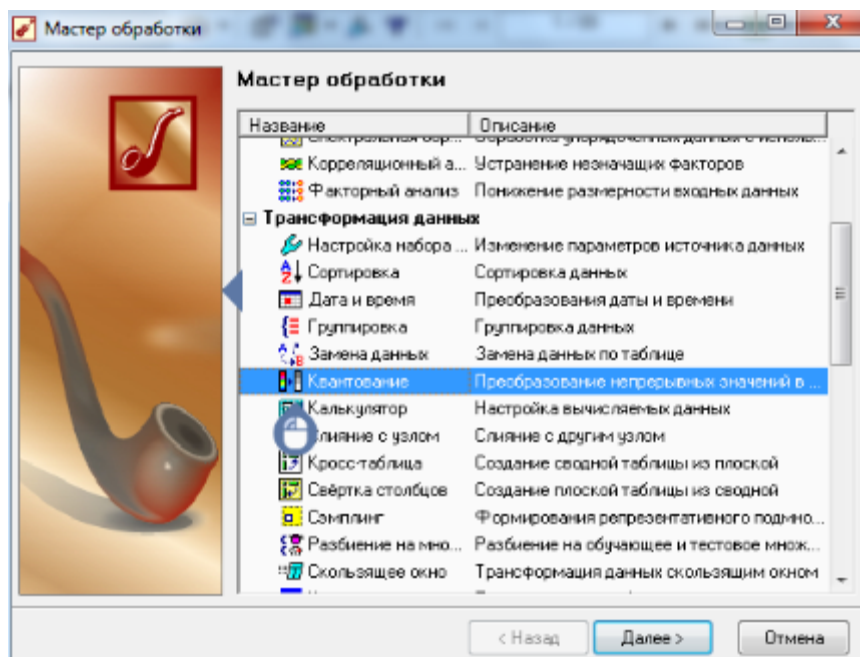 Мастер обработки
Мастер обработки
Название Описание
Корреляционный а... Устранение незначащих факторов
Факторный анализ Понижение размерности входных данных
Трансформация данных
Настройка набора ... Изменение параметров источника данных
Сортировка Сортировка данных
Дата и время Преобразования даты и времени
Группировка Группировка данных
Замена данных Замена данных по таблице
Квантование Преобразование непрерывных значений в ...
Калькулятор Настройка вычисляемых данных
с узлом Слияние с другим узлом
Кросс-таблица Создание сводной таблицы из плоской
Свёртка столбцов Создание плоской таблицы из сводной
Сэмплинг Формирования репрезентативного подмно...
Разбиение на мно... Разбиение на обучающее и тестовое множ...
Скользящее окно Трансформация данных скользящим окном
< Назад Далее > Отмена